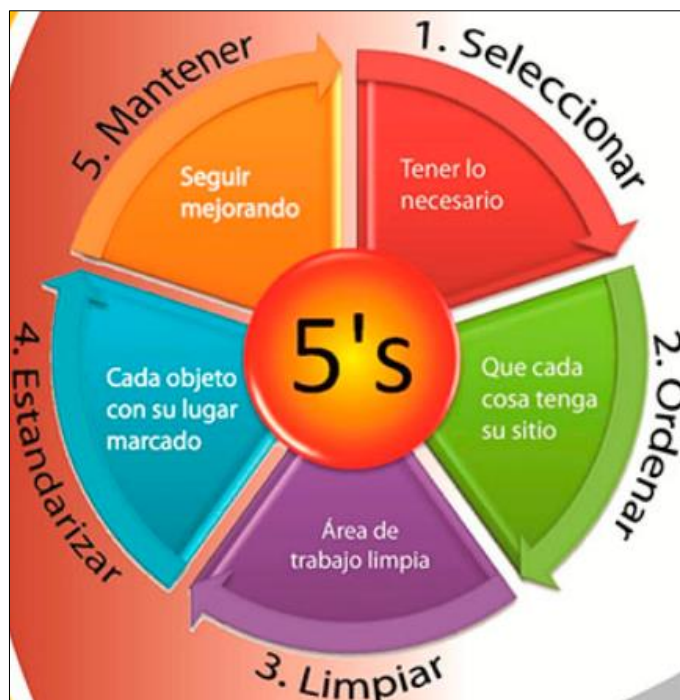 5's
1. Seleccionar
Tener lo
necesario
2. Ordenar
Que cada
cosa tenga
su sitio
3. Limpiar
Área de
trabajo limpia
4. Estandarizar
Cada objeto
con su lugar
marcado
5. Mantener
Seguir
mejorando